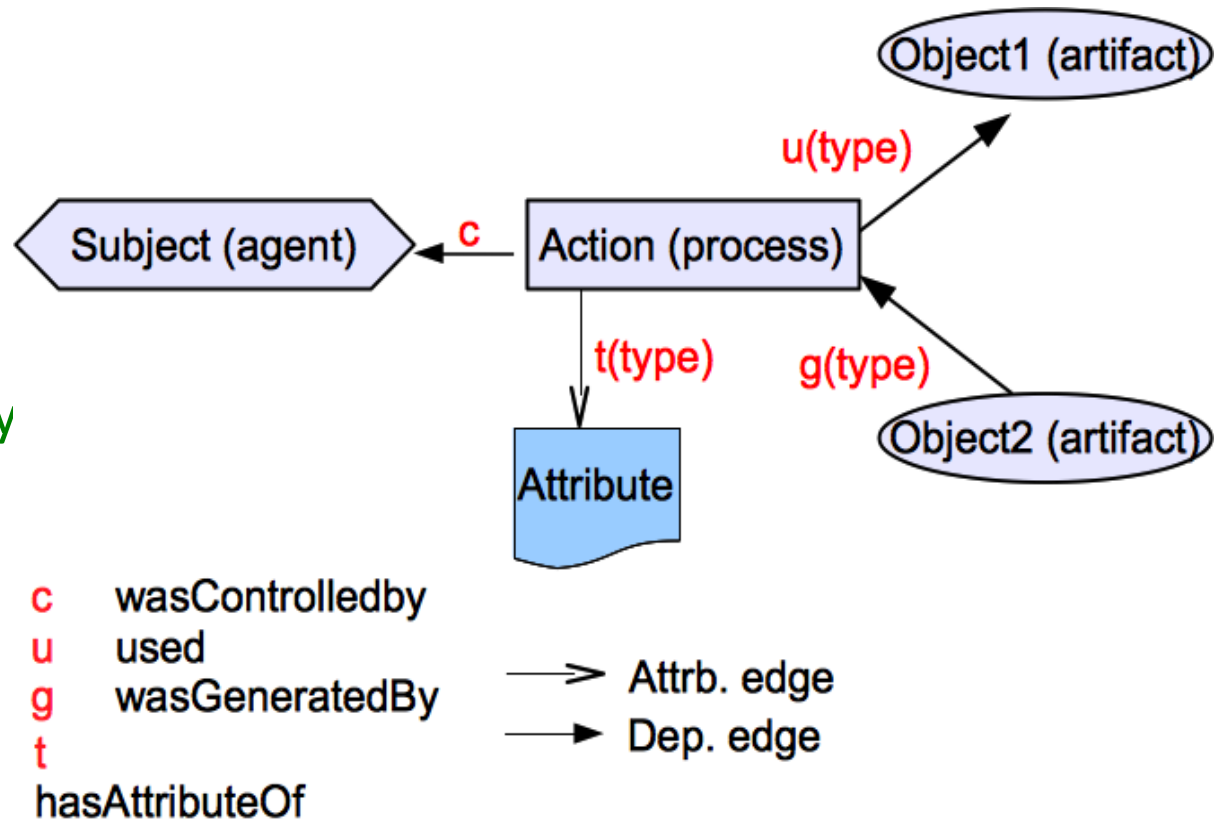 Object1 (artifact)
u(type)
Subject (agent)
c
Action (process)
t(type)
g(type)
y
Object2 (artifact)
Attribute
c wasControlledby
u used
g wasGeneratedBy
t
hasAttributeOf
Attrb. edge
Dep. edge